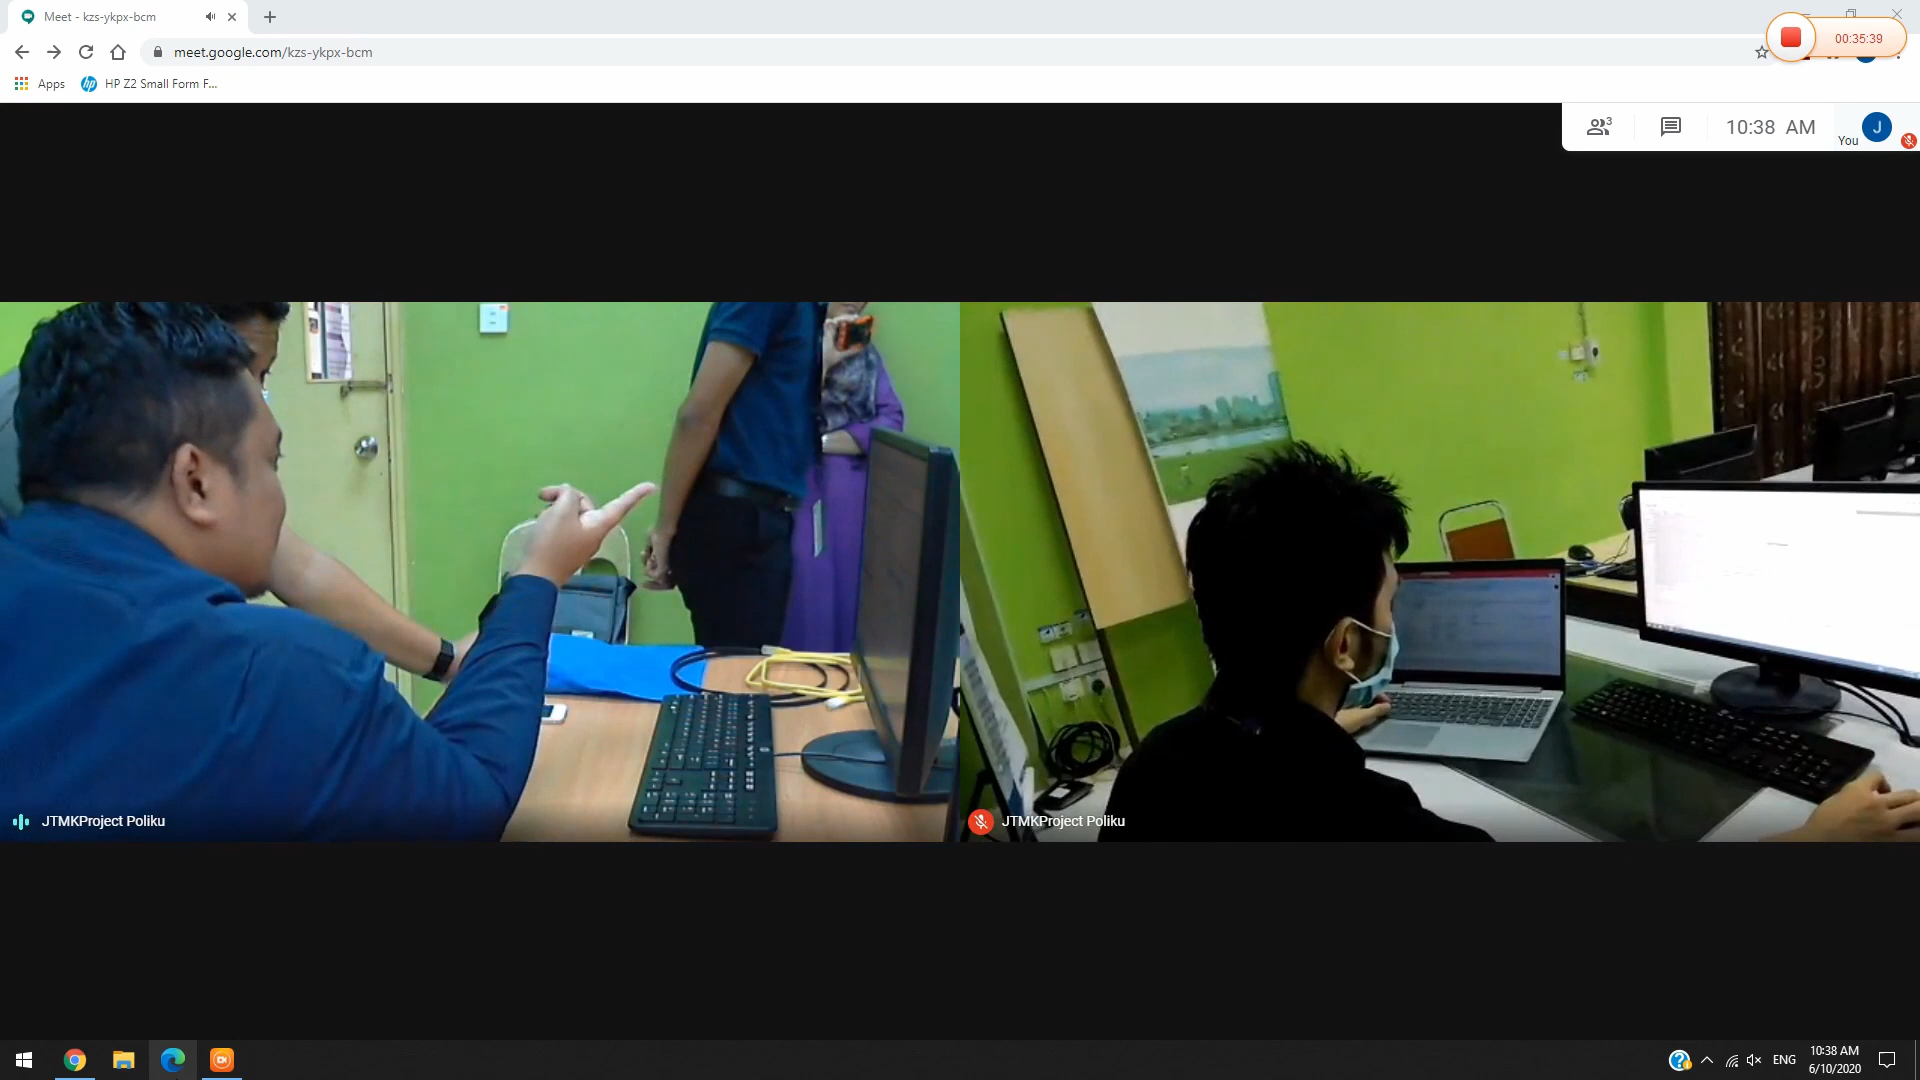 Meet - kzs-ykpx-bcm
meet.google.com/kzs-ykpx-bcm
00:35:39
Apps
hp
HP Z2 Small Form F...
3
10:38 AM
You
J
JTMKProject Poliku
JTMKProject Poliku
ENG
10:38 AM
6/10/2020